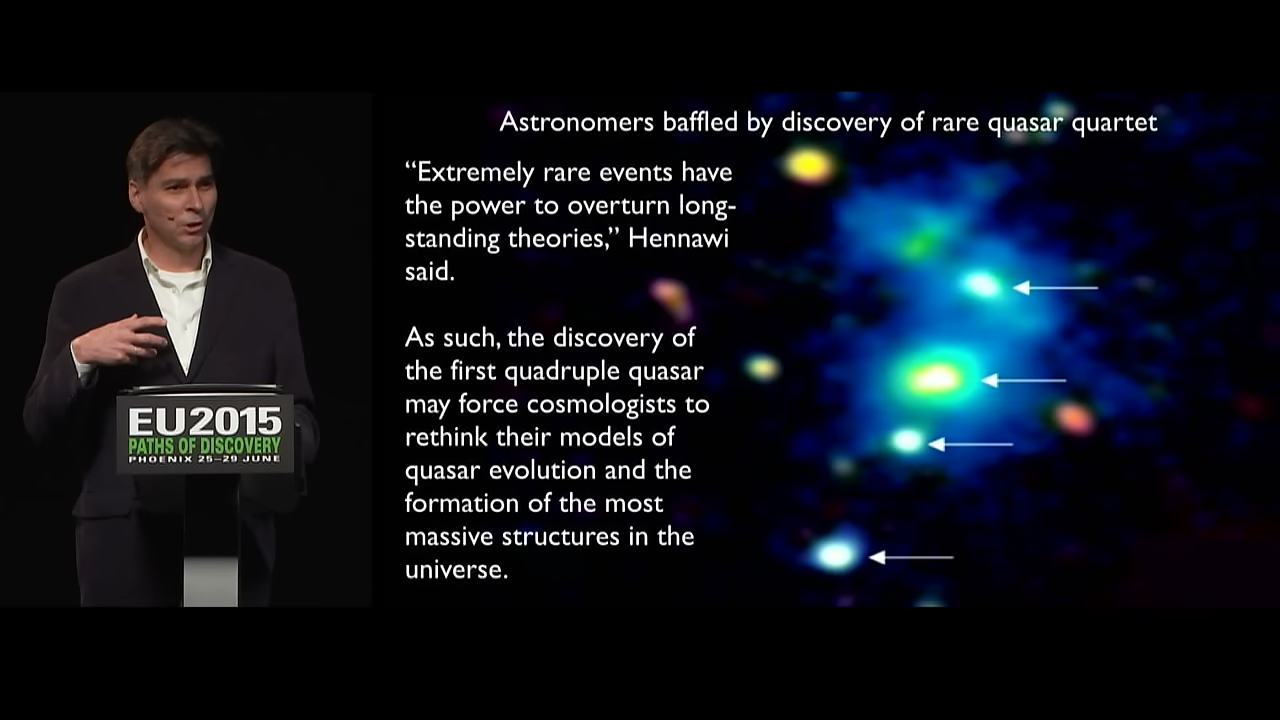 Astronomers baffled by discovery of rare quasar quartet
“Extremely rare events have
the power to overturn long-
standing theories,” Hennawi
said.
As such, the discovery of
the first quadruple quasar
may force cosmologists to
rethink their models of
quasar evolution and the
formation of the most
massive structures in the
universe.
EU2015
PATHS OF DISCOVERY
PHOENIX 25–29 JUNE